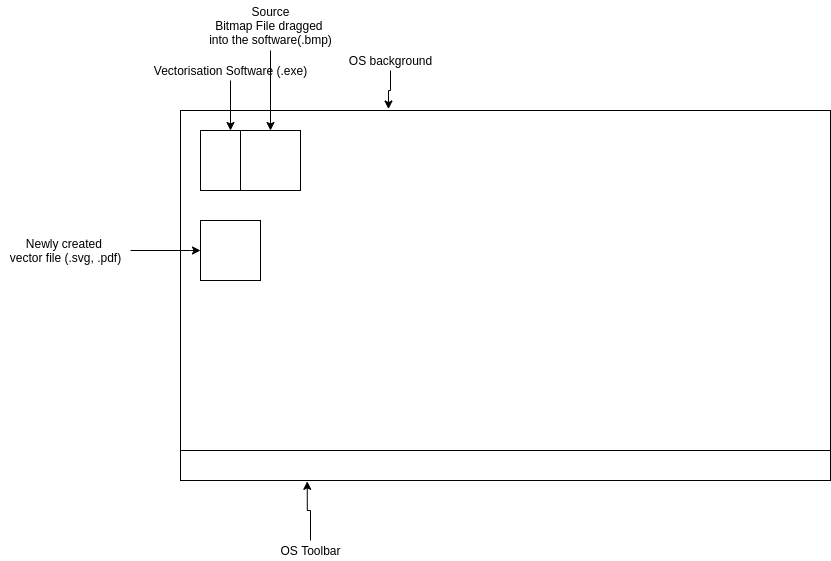 Source
Bitmap File dragged
into the software(.bmp)
Vectorisation Software (.exe)
OS background
Newly created
vector file (.svg, .pdf)
OS Toolbar